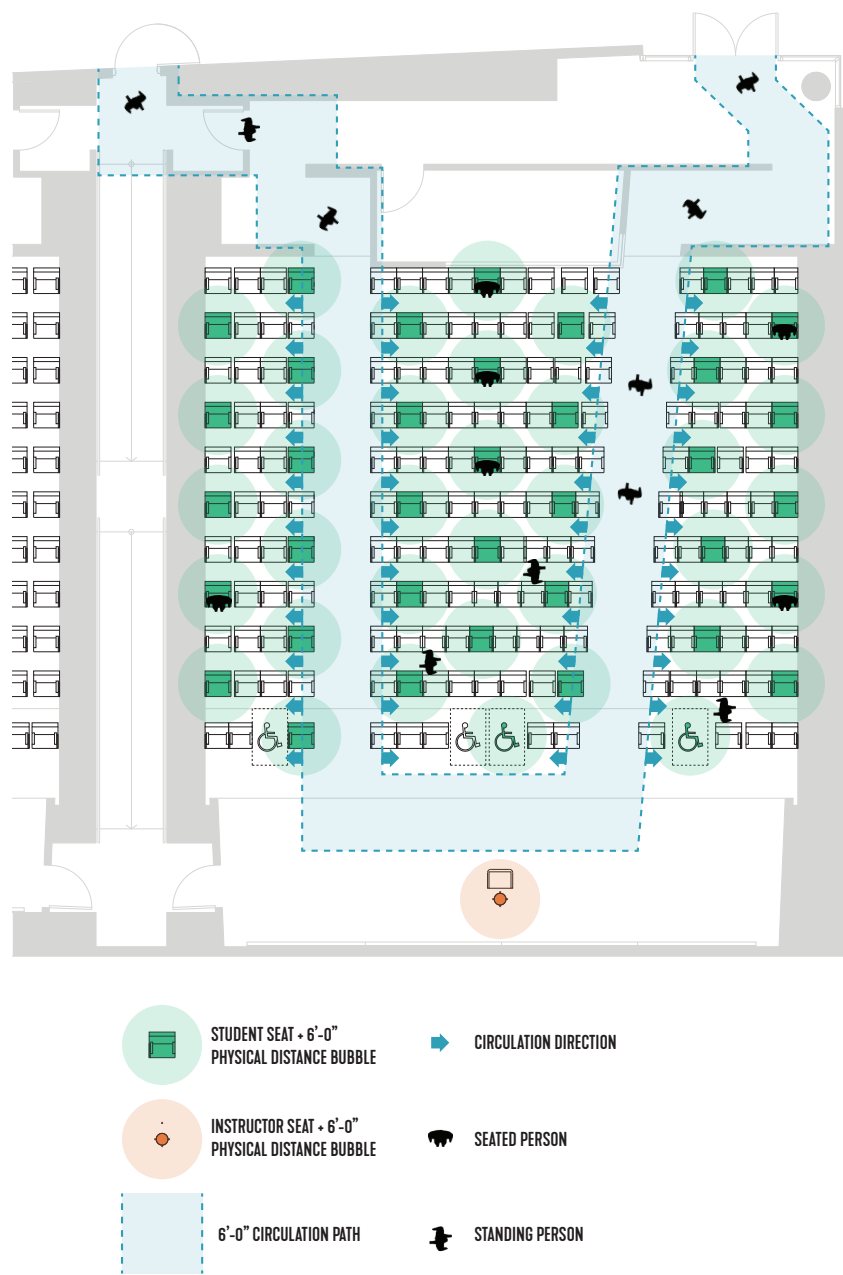 STUDENT SEAT + 6'-0"
PHYSICAL DISTANCE BUBBLE
CIRCULATION DIRECTION
INSTRUCTOR SEAT + 6'-0"
PHYSICAL DISTANCE BUBBLE
SEATED PERSON
6'-0" CIRCULATION PATH
STANDING PERSON